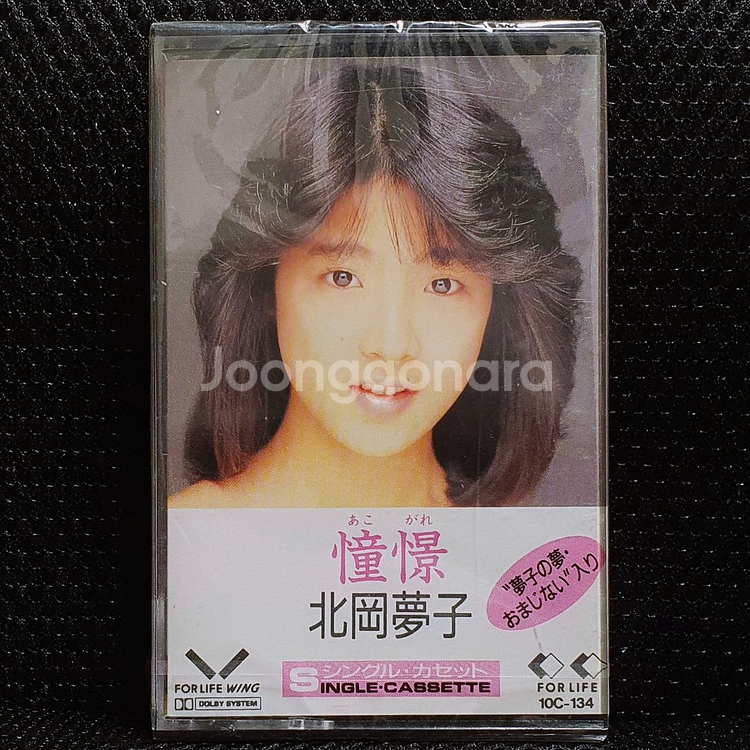 Joonggonara
あこ がれ
憧憬
北岡夢子
"夢子の夢・
おまじない"入り
シングル・カセット
SINGLE・CASSETTE
FOR LIFE WING
DOLBY SYSTEM
FOR LIFE
10C-134